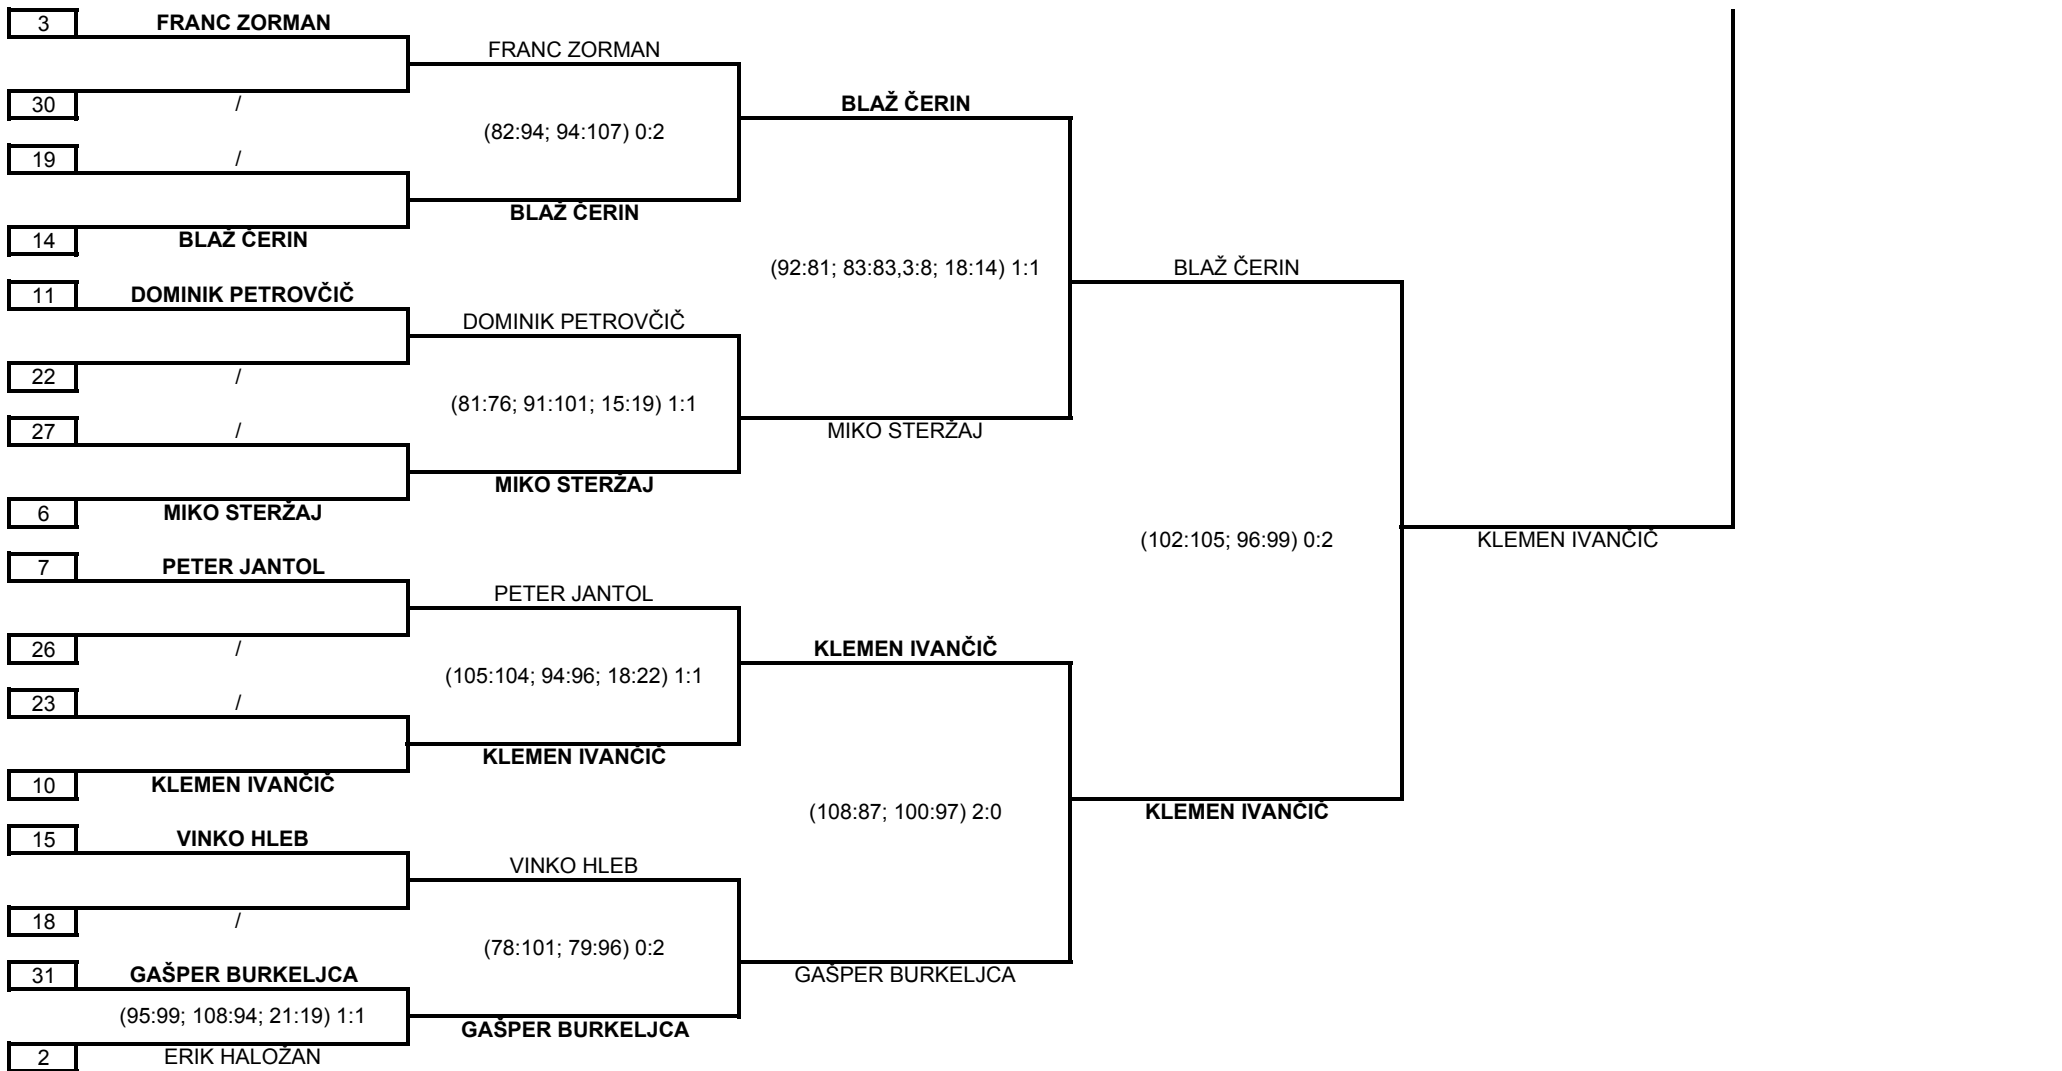 3 FRANC ZORMAN
FRANC ZORMAN
30 /
BLAŽ ČERIN
(82:94; 94:107) 0:2
19 /
BLAŽ ČERIN
14 BLAŽ ČERIN
(92:81; 83:83,3:8; 18:14) 1:1
BLAŽ ČERIN
11 DOMINIK PETROVČIČ
DOMINIK PETROVČIČ
22 /
(81:76; 91:101; 15:19) 1:1
27 /
MIKO STERŽAJ
MIKO STERŽAJ
6 MIKO STERŽAJ
(102:105; 96:99) 0:2
KLEMEN IVANČIČ
7 PETER JANTOL
PETER JANTOL
26 /
KLEMEN IVANČIČ
(105:104; 94:96; 18:22) 1:1
23 /
KLEMEN IVANČIČ
10 KLEMEN IVANČIČ
(108:87; 100:97) 2:0
KLEMEN IVANČIČ
15 VINKO HLEB
VINKO HLEB
18 /
(78:101; 79:96) 0:2
31 GAŠPER BURKELJCA
GAŠPER BURKELJCA
(95:99; 108:94; 21:19) 1:1
GAŠPER BURKELJCA
2 ERIK HALOŽAN